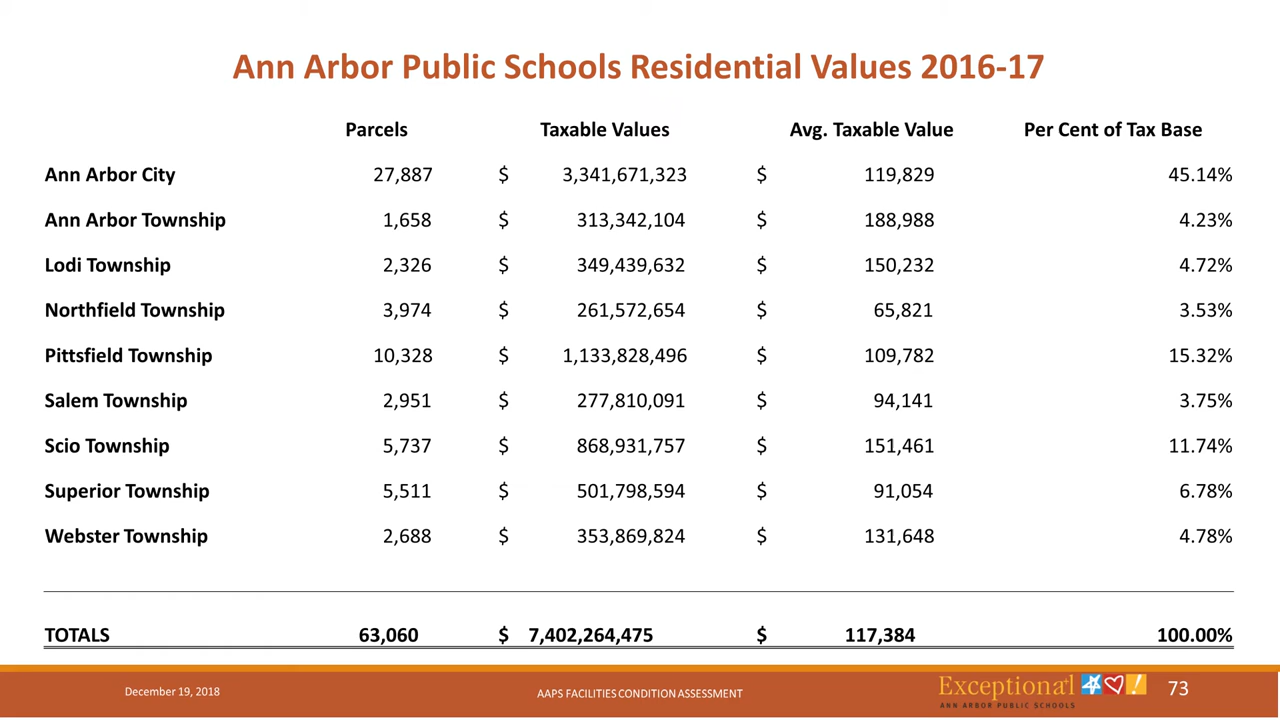 Ann Arbor Public Schools Residential Values 2016-17
Parcels Taxable Values Avg. Taxable Value Per Cent of Tax Base
Ann Arbor City 27,887 $ 3,341,671,323 $ 119,829 45.14%
Ann Arbor Township 1,658 $ 313,342,104 $ 188,988 4.23%
Lodi Township 2,326 $ 349,439,632 $ 150,232 4.72%
Northfield Township 3,974 $ 261,572,654 $ 65,821 3.53%
Pittsfield Township 10,328 $ 1,133,828,496 $ 109,782 15.32%
Salem Township 2,951 $ 277,810,091 $ 94,141 3.75%
Scio Township 5,737 $ 868,931,757 $ 151,461 11.74%
Superior Township 5,511 $ 501,798,594 $ 91,054 6.78%
Webster Township 2,688 $ 353,869,824 $ 131,648 4.78%
TOTALS 63,060 $ 7,402,264,475 $ 117,384 100.00%
December 19, 2018 AAPS FACILITIES CONDITION ASSESSMENT Exceptional 73
ANN ARBOR PUBLIC SCHOOLS